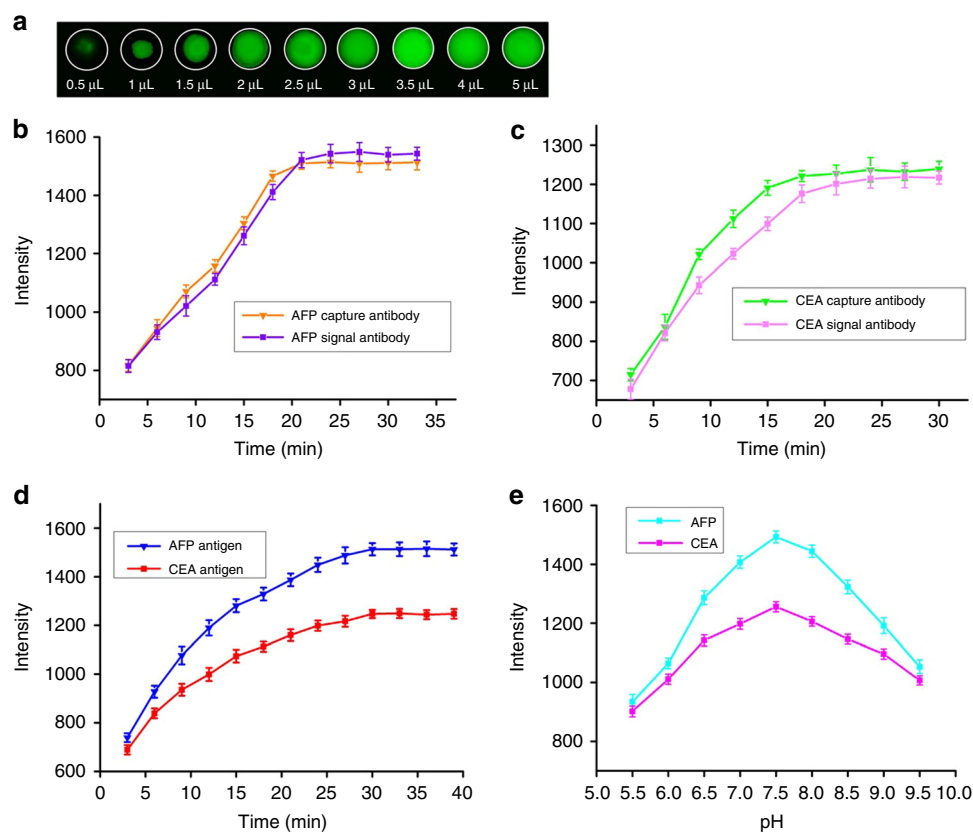 a
0.5 µL 1 µL 1.5 µL 2 µL 2.5 µL 3 µL 3.5 µL 4 µL 5 µL
b
1600
1400
1200
1000
800
Intensity
AFP capture antibody
AFP signal antibody
0 5 10 15 20 25 30 35
Time (min)
c
1300
1200
1100
1000
900
800
700
Intensity
CEA capture antibody
CEA signal antibody
0 5 10 15 20 25 30
Time (min)
d
1600
1400
1200
1000
800
600
Intensity
AFP antigen
CEA antigen
0 5 10 15 20 25 30 35 40
Time (min)
e
1600
1400
1200
1000
800
Intensity
AFP
CEA
5.0 5.5 6.0 6.5 7.0 7.5 8.0 8.5 9.0 9.5 10.0
pH